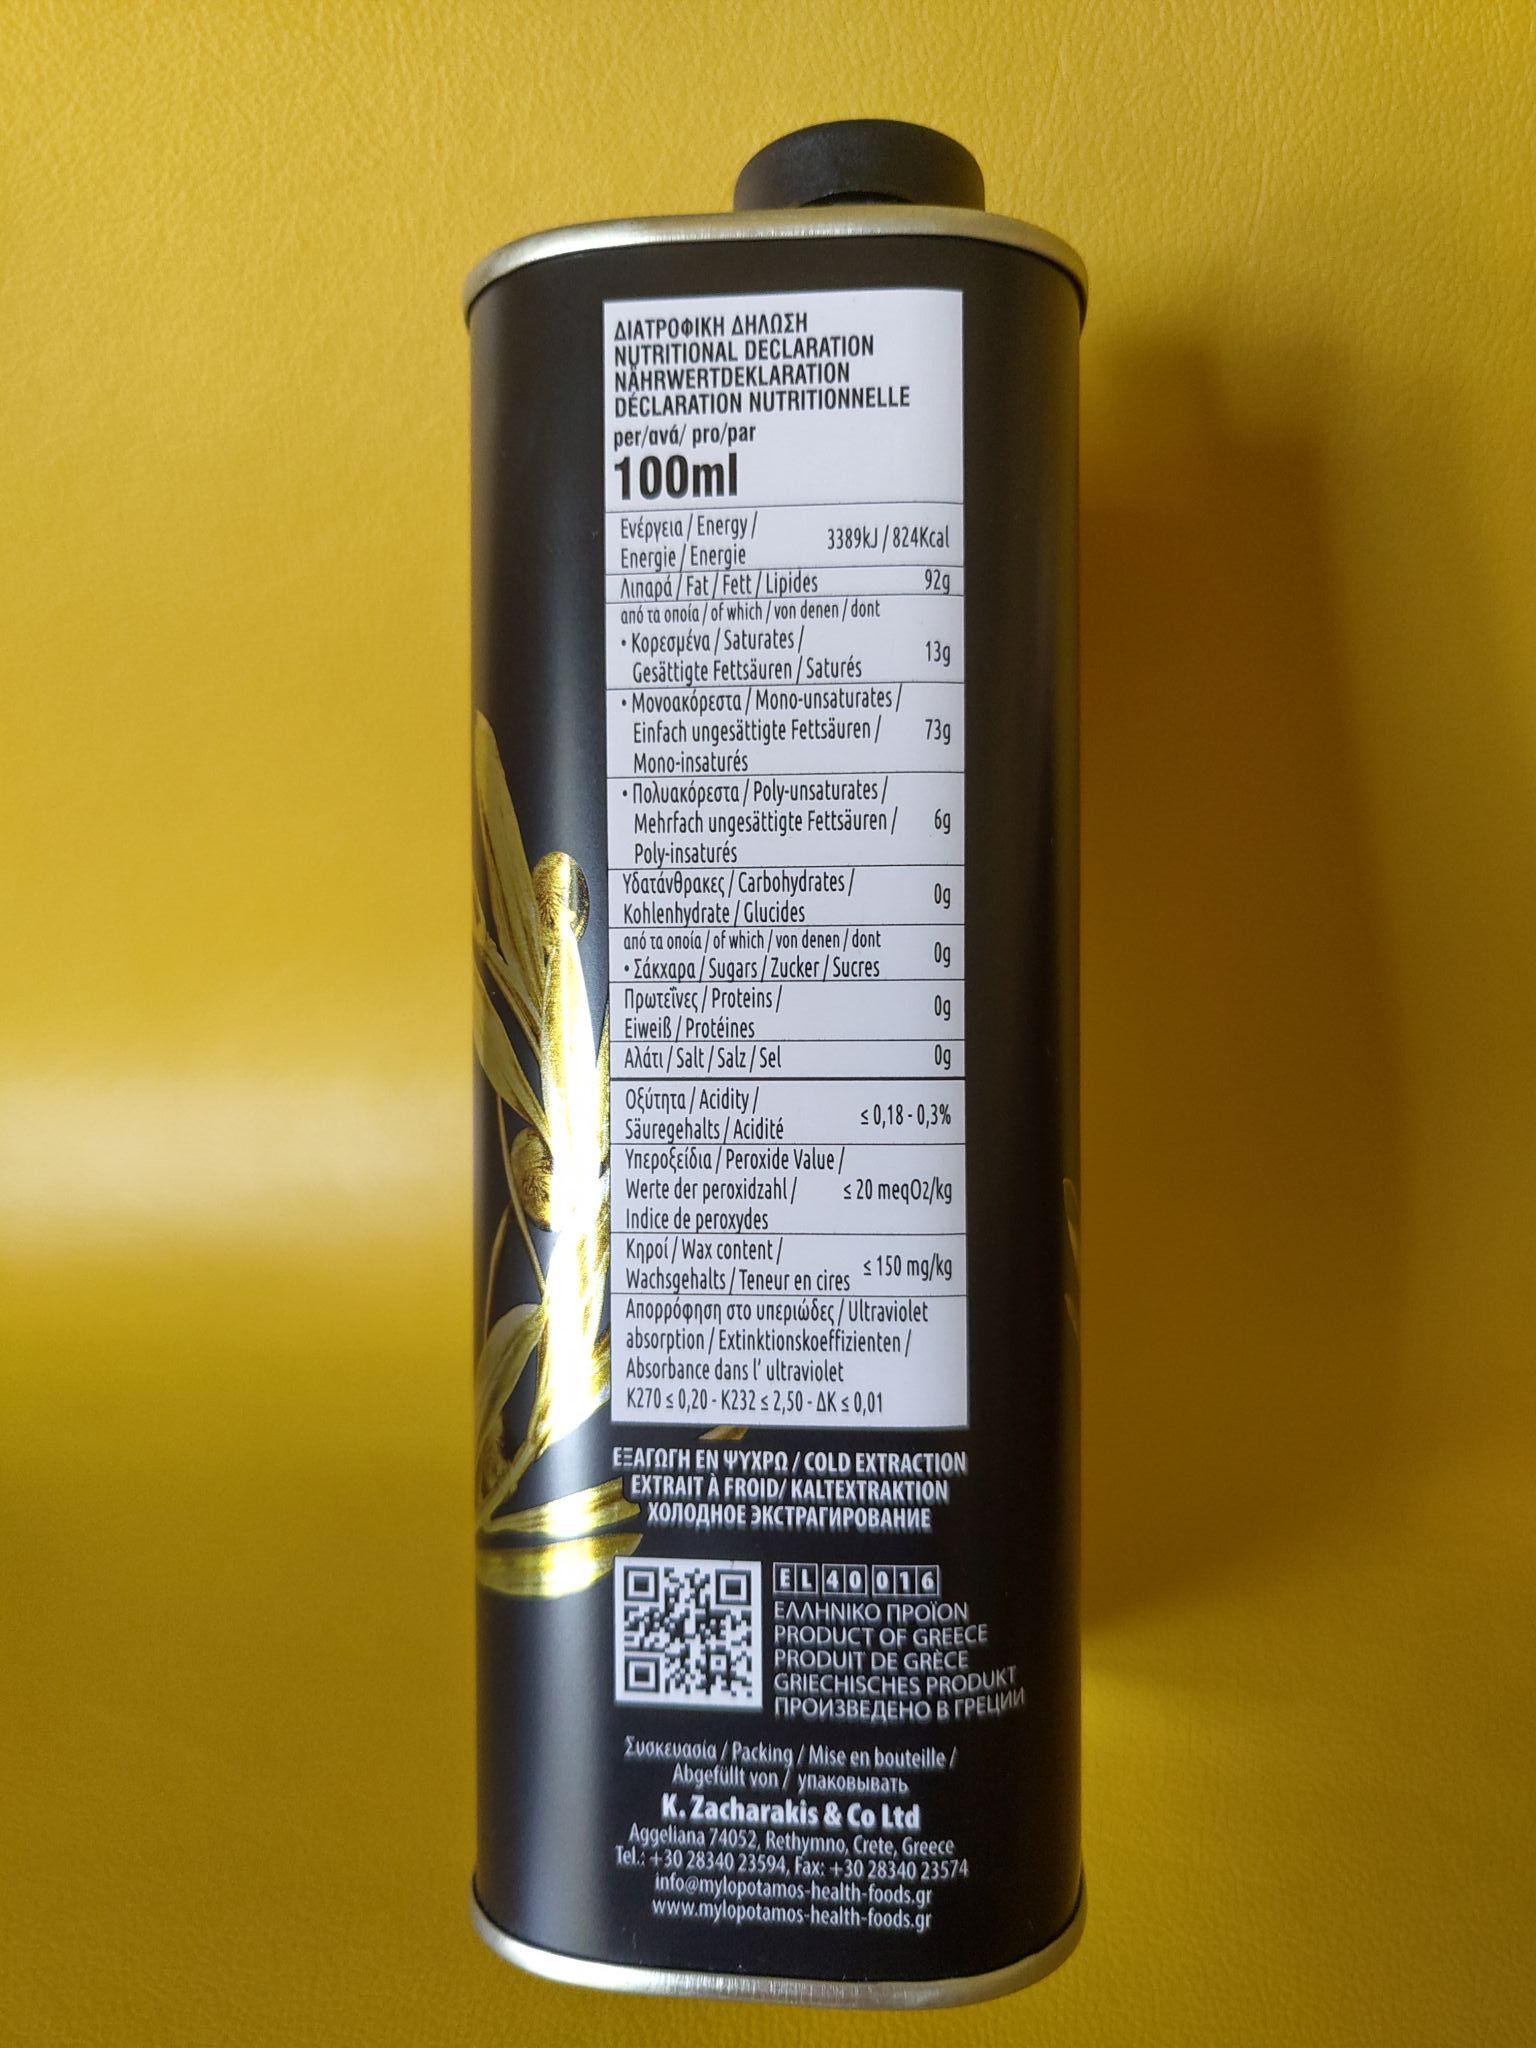 ΔΙΑΤΡΟΦΙΚΗ ΔΗΛΩΣΗ
NUTRITIONAL DECLARATION
NÄHRWERTDEKLARATION
DÉCLARATION NUTRITIONNELLE
per/ανά/ pro/par
100ml
Ενέργεια / Energy /
Energie / Energie
3389kJ / 824Kcal
Λιπαρά / Fat / Fett / Lipides 92g
από τα οποία / of which / von denen / dont
• Κορεσμένα / Saturates /
Gesättigte Fettsäuren / Saturés
13g
• Μονοακόρεστα / Mono-unsaturates /
Einfach ungesättigte Fettsäuren / 73g
Mono-insaturés
• Πολυακόρεστα / Poly-unsaturates /
Mehrfach ungesättigte Fettsäuren / 6g
Poly-insaturés
Υδατάνθρακες / Carbohydrates /
Kohlenhydrate / Glucides
0g
από τα οποία / of which / von denen / dont
• Σάκχαρα / Sugars / Zucker / Sucres
0g
Πρωτεΐνες / Proteins /
Eiweiß / Protéines
0g
Αλάτι / Salt / Salz / Sel 0g
Οξύτητα / Acidity /
Säuregehalts / Acidité
≤ 0,18 - 0,3%
Υπεροξείδια / Peroxide Value /
Werte der peroxidzahl / ≤ 20 meqO2/kg
Indice de peroxydes
Κηροί / Wax content /
Wachsgehalts / Teneur en cires
≤ 150 mg/kg
Απορρόφηση στο υπεριώδες / Ultraviolet
absorption / Extinktionskoeffizienten /
Absorbance dans l' ultraviolet
K270 ≤ 0,20 - K232 ≤ 2,50 - ΔK ≤ 0,01
ΕΞΑΓΩΓΗ ΕΝ ΨΥΧΡΩ / COLD EXTRACTION
EXTRAIT À FROID/ KALTEXTRAKTION
ХОЛОДНОЕ ЭКСТРАГИРОВАНИЕ
EL 40 016
ΕΛΛΗΝΙΚΟ ΠΡΟΪΟΝ
PRODUCT OF GREECE
PRODUIT DE GRÈCE
GRIECHISCHES PRODUKT
ПРОИЗВЕДЕНО В ГРЕЦИИ
Συσκευασία / Packing / Mise en bouteille /
Abgefüllt von / упаковывать
K. Zacharakis & Co Ltd
Aggeliana 74052, Rethymno, Crete, Greece
Tel.: +30 28340 23594, Fax: +30 28340 23574
info@mylopotamos-health-foods.gr
www.mylopotamos-health-foods.gr